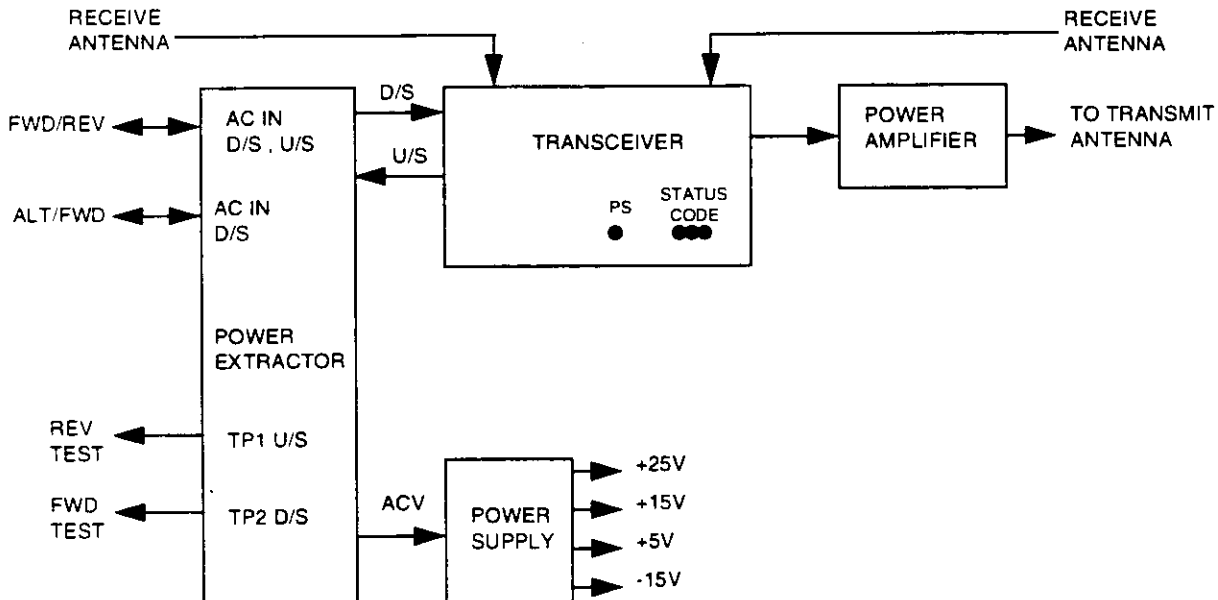 RECEIVE
ANTENNA
RECEIVE
ANTENNA
FWD/REV
AC IN
D/S , U/S
D/S
U/S
TRANSCEIVER
PS
STATUS
CODE
POWER
AMPLIFIER
TO TRANSMIT
ANTENNA
ALT/FWD
AC IN
D/S
POWER
EXTRACTOR
REV
TEST
TP1 U/S
FWD
TEST
TP2 D/S
ACV
POWER
SUPPLY
+25V
+15V
+5V
-15V